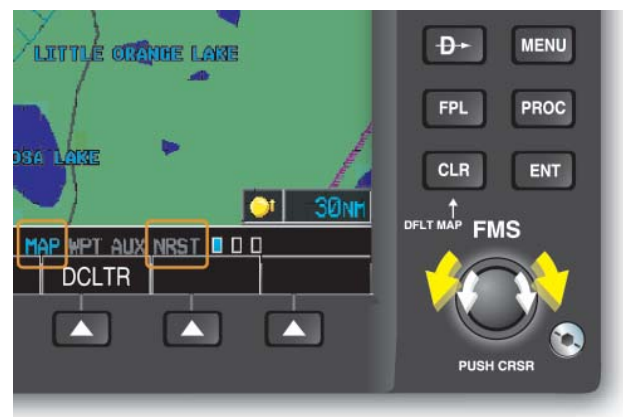 LITTLE ORANGE LAKE
OSA LAKE
30NM
MAP WPT AUX NRST
DCLTR
D
MENU
FPL
PROC
CLR
ENT
DFLT MAP
FMS
PUSH CRSR